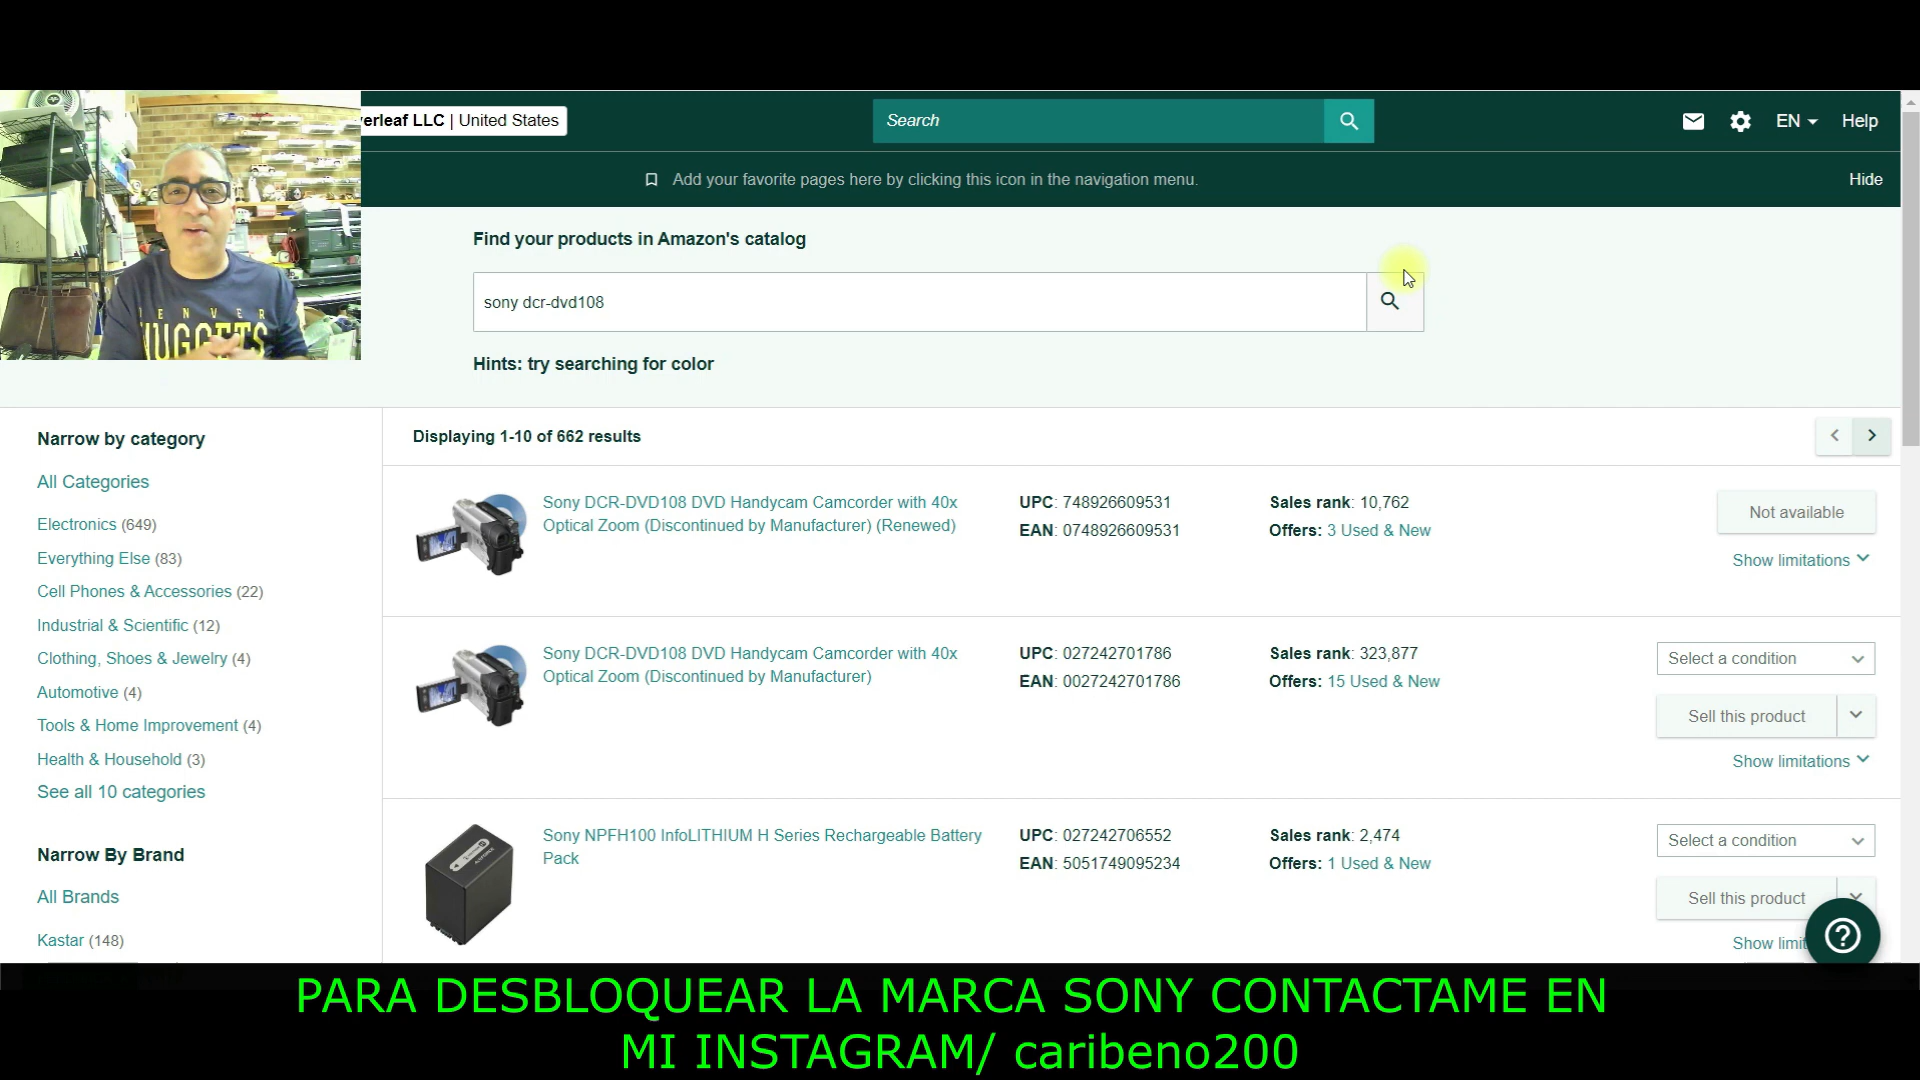 erleaf LLC | United States
Search
EN
Help
Add your favorite pages here by clicking this icon in the navigation menu.
Hide
DENVER
NUGGETS
Find your products in Amazon's catalog
sony dcr-dvd108
Hints: try searching for color
Narrow by category
All Categories
Electronics (649)
Everything Else (83)
Cell Phones & Accessories (22)
Industrial & Scientific (12)
Clothing, Shoes & Jewelry (4)
Automotive (4)
Tools & Home Improvement (4)
Health & Household (3)
See all 10 categories
Narrow By Brand
All Brands
Kastar (148)
Displaying 1-10 of 662 results
Sony DCR-DVD108 DVD Handycam Camcorder with 40x
Optical Zoom (Discontinued by Manufacturer) (Renewed)
UPC: 748926609531
EAN: 0748926609531
Sales rank: 10,762
Offers: 3 Used & New
Not available
Show limitations
Sony DCR-DVD108 DVD Handycam Camcorder with 40x
Optical Zoom (Discontinued by Manufacturer)
UPC: 027242701786
EAN: 0027242701786
Sales rank: 323,877
Offers: 15 Used & New
Select a condition
Sell this product
Show limitations
Sony NPFH100 InfoLITHIUM H Series Rechargeable Battery
Pack
UPC: 027242706552
EAN: 5051749095234
Sales rank: 2,474
Offers: 1 Used & New
Select a condition
Sell this product
Show limit
PARA DESBLOQUEAR LA MARCA SONY CONTACTAME EN
MI INSTAGRAM/ caribeno200